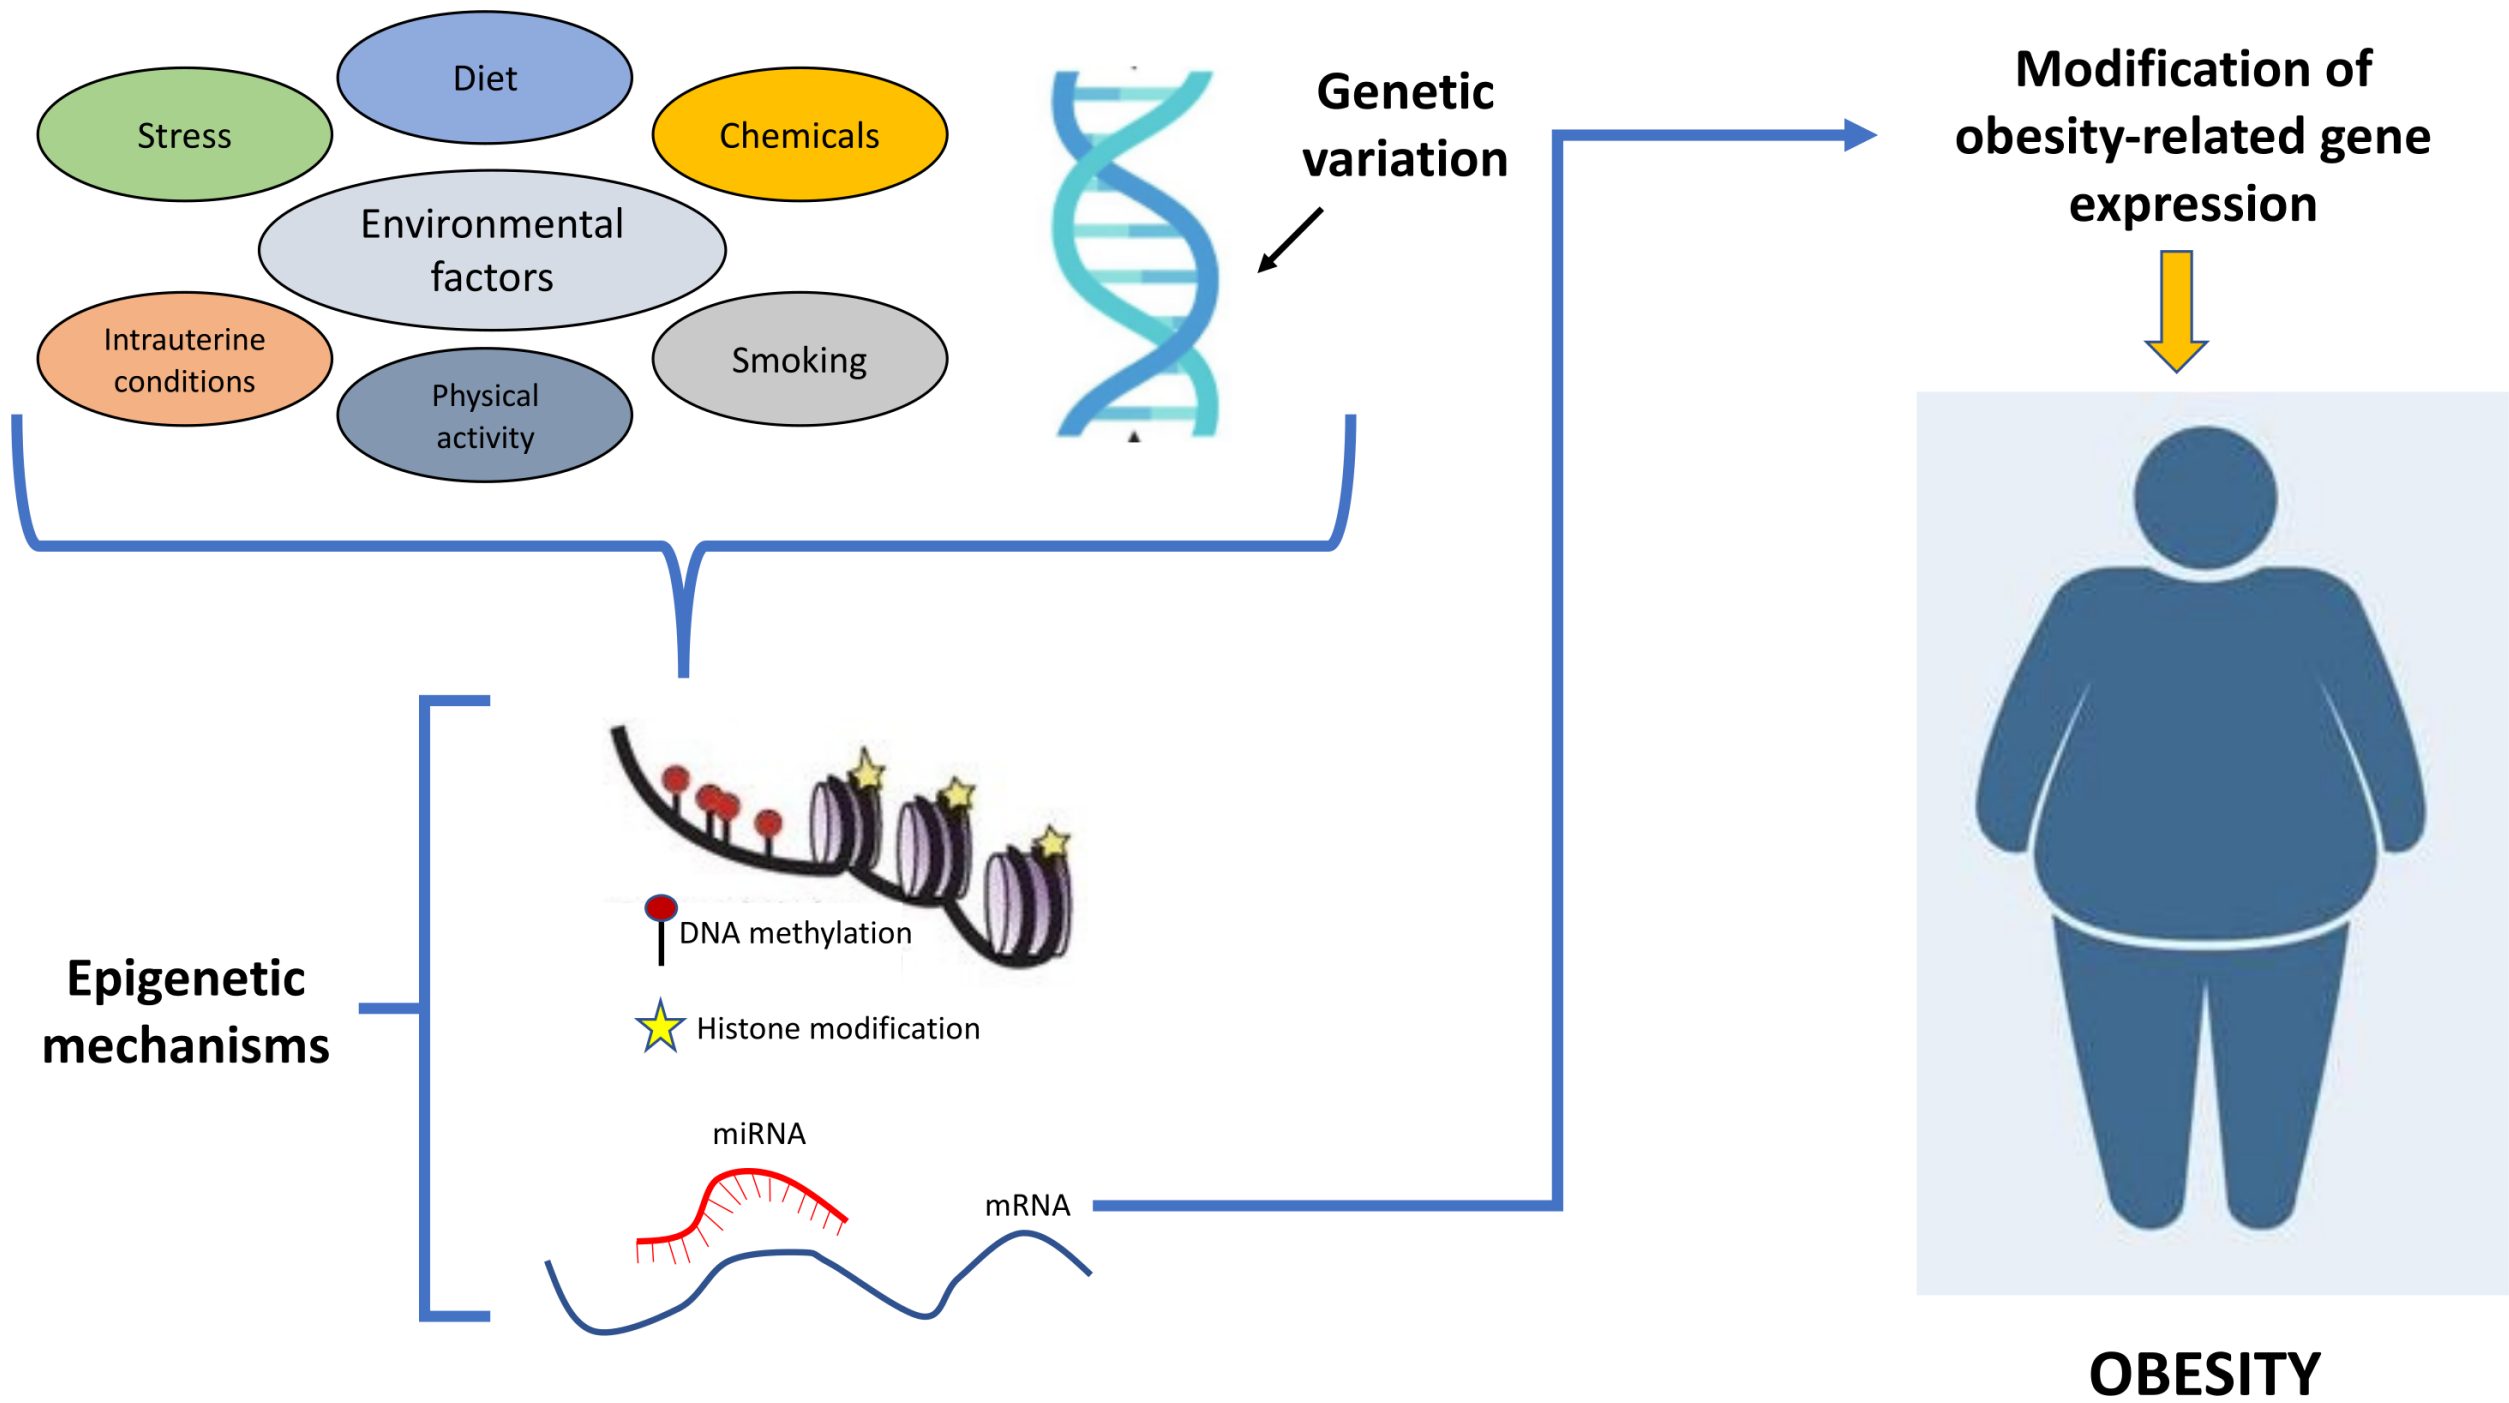 Diet
Stress
Chemicals
Environmental
factors
Intrauterine
conditions
Physical
activity
Smoking
Genetic
variation
Modification of
obesity-related gene
expression
Epigenetic
mechanisms
DNA methylation
Histone modification
miRNA
mRNA
OBESITY